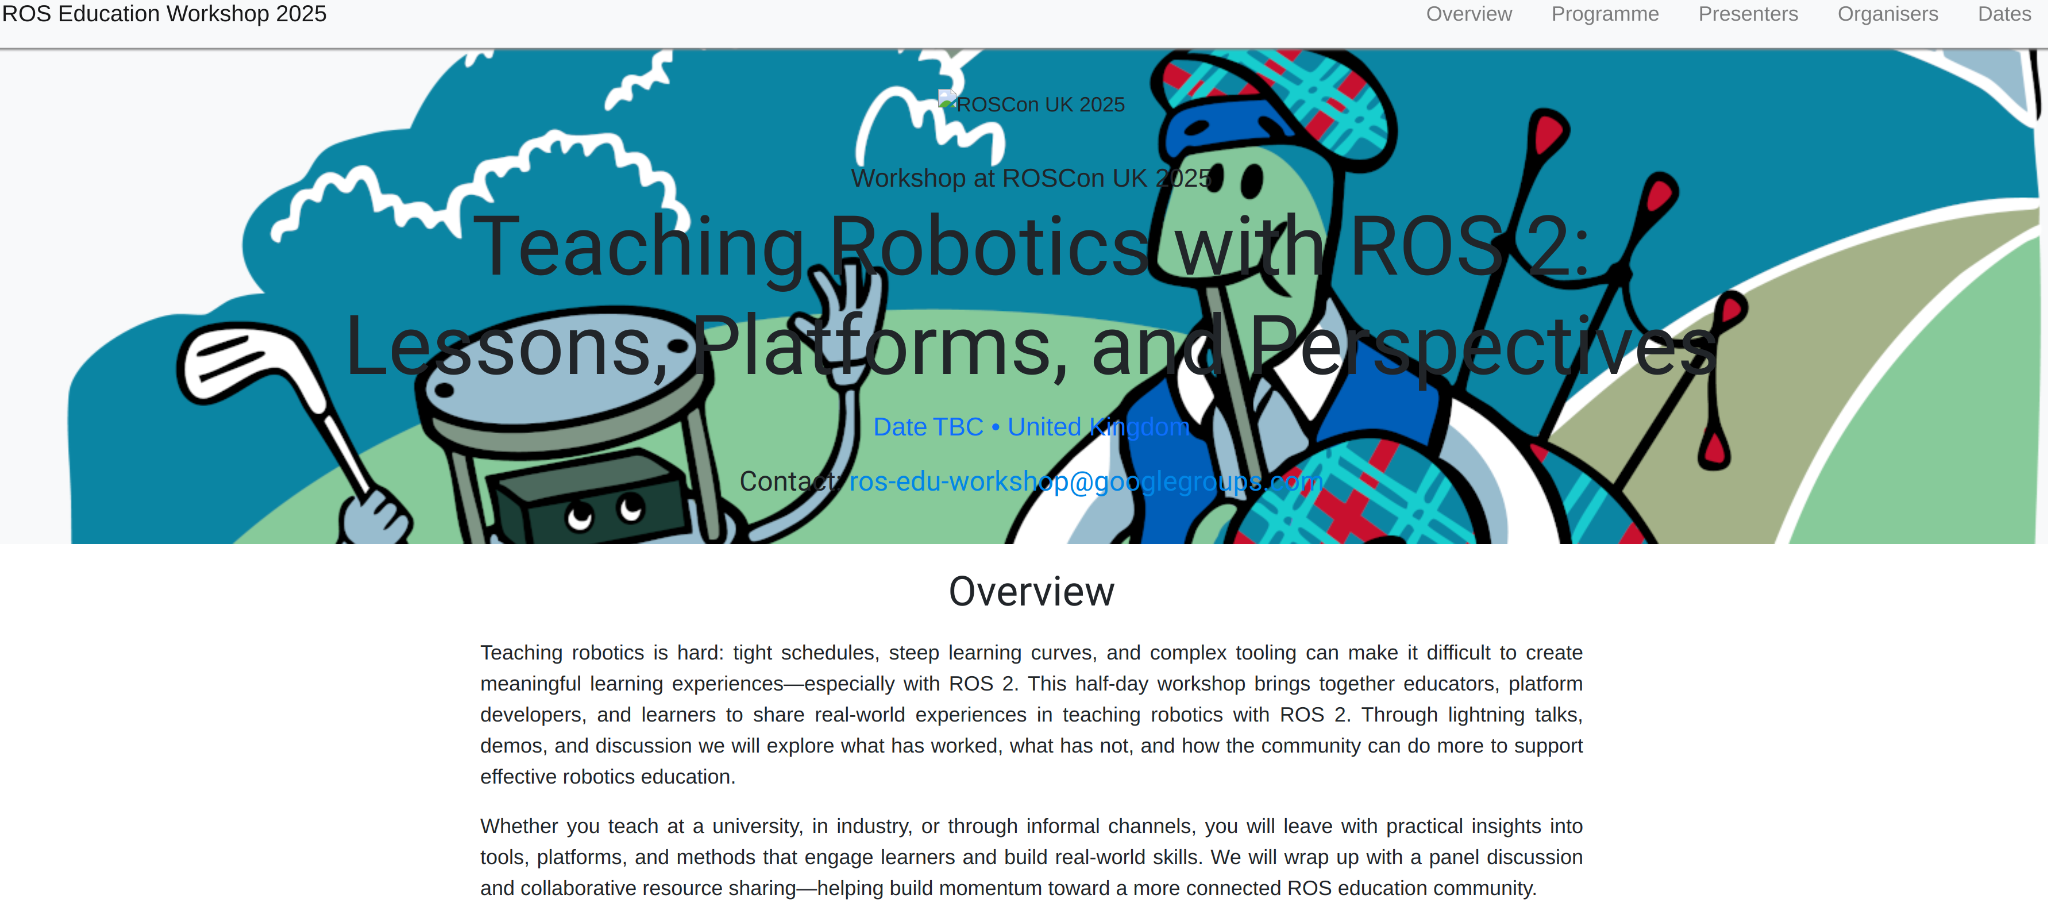 ROS Education Workshop 2025
Overview Programme Presenters Organisers Dates
ROSCon UK 2025
Workshop at ROSCon UK 2025
Teaching Robotics with ROS 2:
Lessons, Platforms, and Perspectives
Date TBC • United Kingdom
Contact: ros-edu-workshop@googlegroups.com
Overview
Teaching robotics is hard: tight schedules, steep learning curves, and complex tooling can make it difficult to create
meaningful learning experiences—especially with ROS 2. This half-day workshop brings together educators, platform
developers, and learners to share real-world experiences in teaching robotics with ROS 2. Through lightning talks,
demos, and discussion we will explore what has worked, what has not, and how the community can do more to support
effective robotics education.
Whether you teach at a university, in industry, or through informal channels, you will leave with practical insights into
tools, platforms, and methods that engage learners and build real-world skills. We will wrap up with a panel discussion
and collaborative resource sharing—helping build momentum toward a more connected ROS education community.